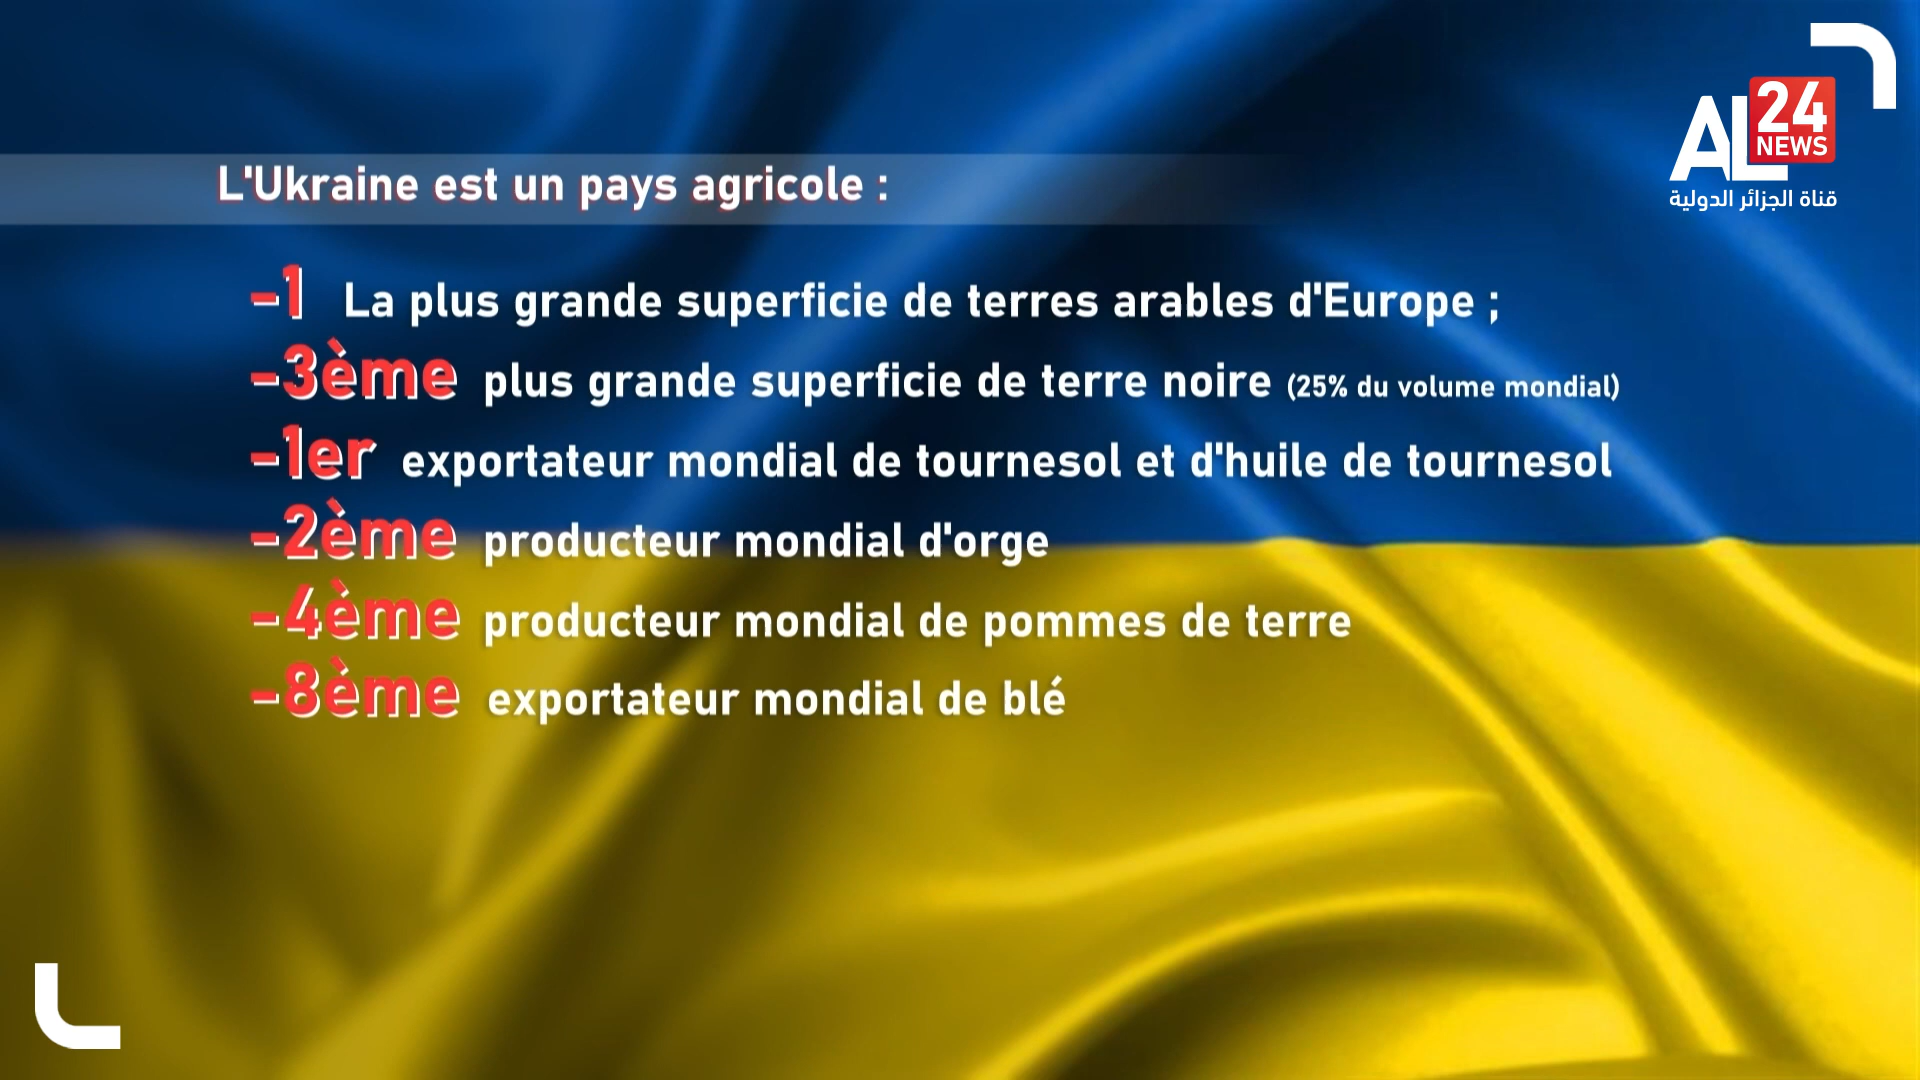 AL 24
NEWS
قناة الجزائر الدولية
L'Ukraine est un pays agricole :
-1 La plus grande superficie de terres arables d'Europe ;
-3ème plus grande superficie de terre noire (25% du volume mondial)
-1er exportateur mondial de tournesol et d'huile de tournesol
-2ème producteur mondial d'orge
-4ème producteur mondial de pommes de terre
-8ème exportateur mondial de blé